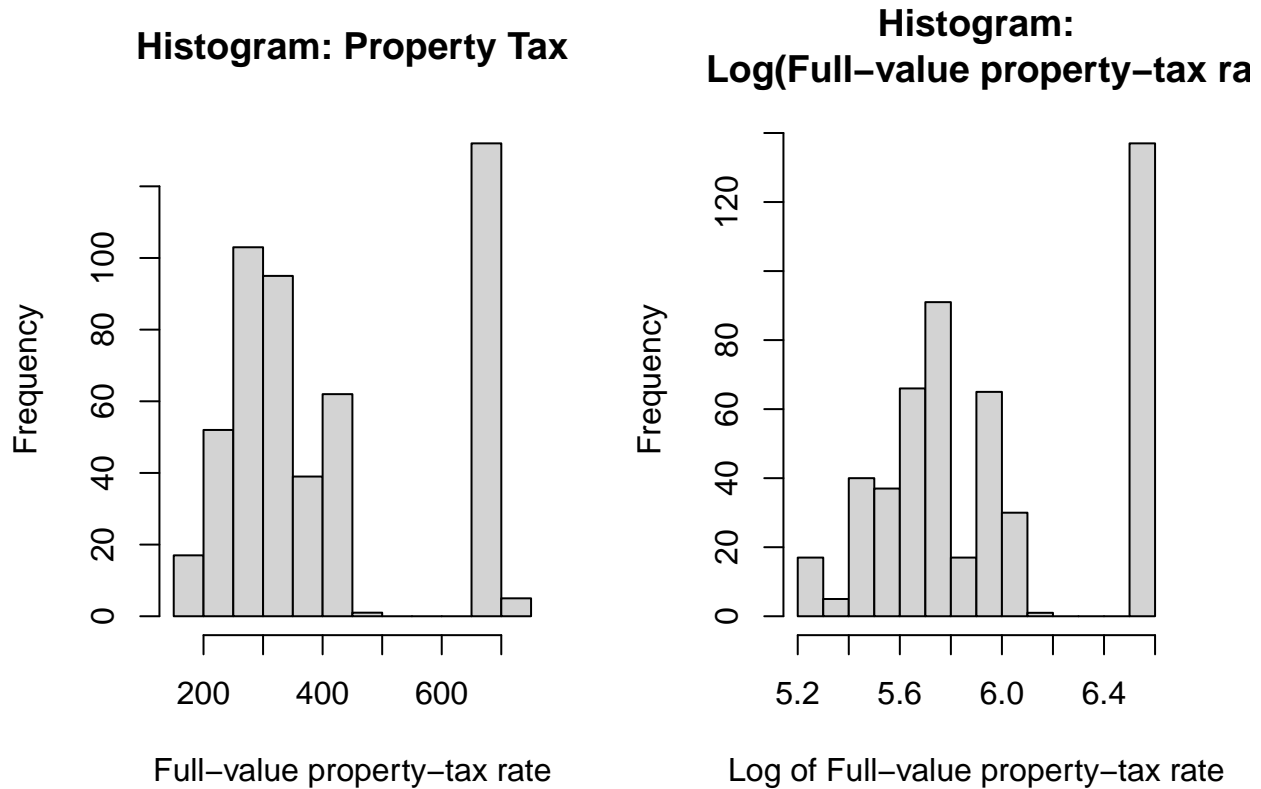 Histogram: Property Tax
Frequency
0 20 40 60 80 100
200 400 600
Full−value property−tax rate
Histogram:
Log(Full−value property−tax ra
Frequency
0 20 40 60 80 120
5.2 5.6 6.0 6.4
Log of Full−value property−tax rate